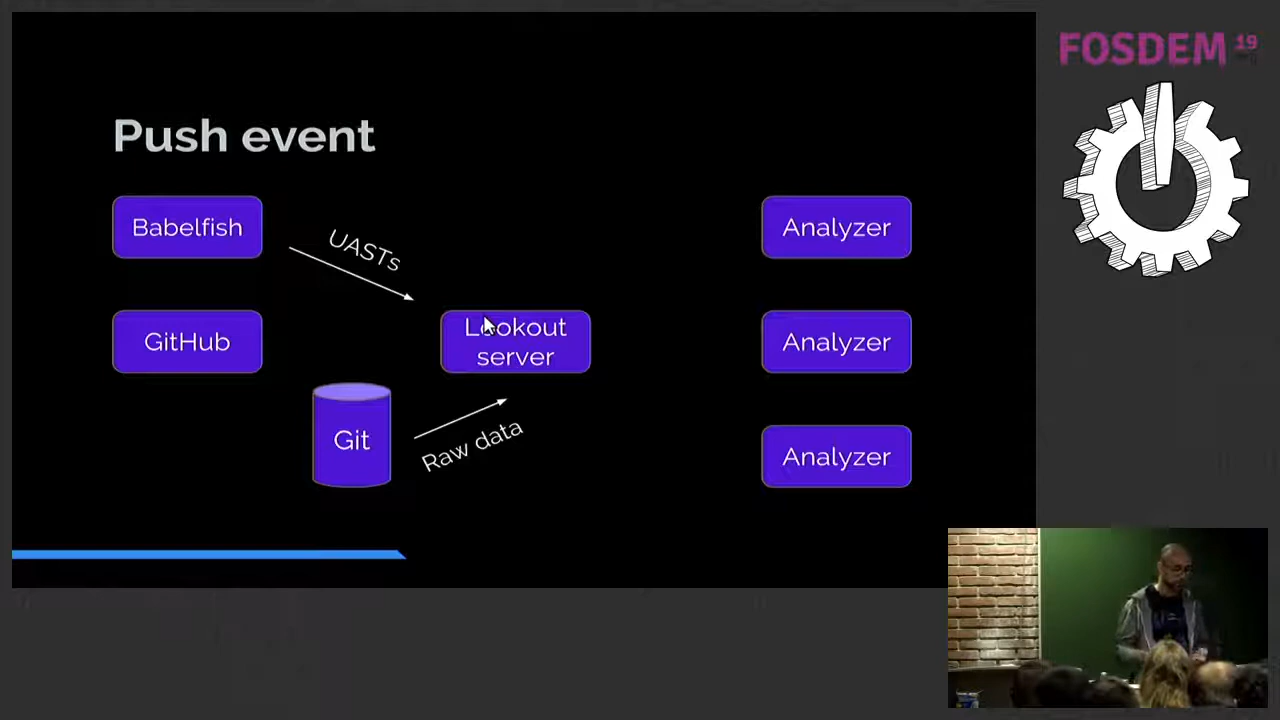 FOSDEM 19
Push event
Babelfish
UASTs
Analyzer
GitHub
Lookout
server
Analyzer
Git
Raw data
Analyzer